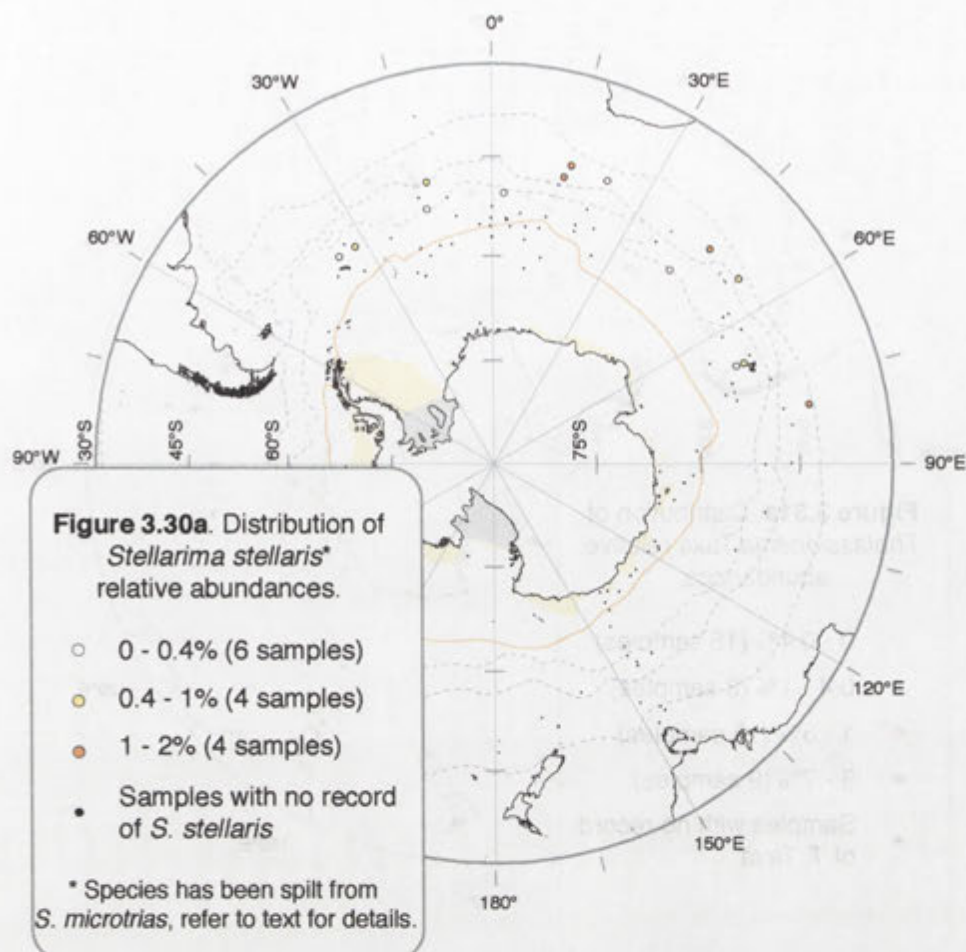 0°
30°W
30°E
60°W
60°E
90°W
30°S
45°S
60°S
75°S
90°E
120°E
150°E
180°
Figure 3.30a. Distribution of
Stellarima stellaris*
relative abundances.
0 - 0.4% (6 samples)
0.4 - 1% (4 samples)
1 - 2% (4 samples)
Samples with no record
of S. stellaris
* Species has been spilt from
S. microtrias, refer to text for details.